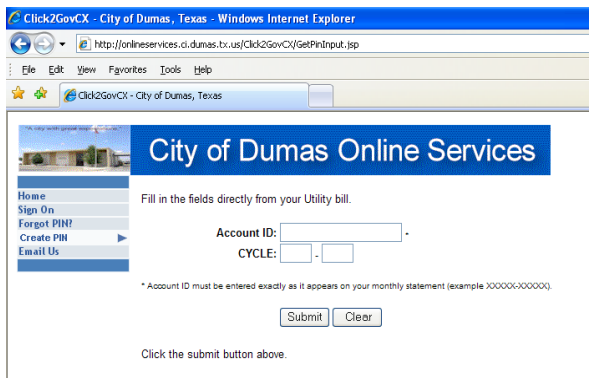 Click2GovCX - City of Dumas, Texas - Windows Internet Explorer
http://onlineservices.ci.dumas.tx.us/Click2GovCX/GetPinInput.jsp
File Edit View Favorites Tools Help
Click2GovCX - City of Dumas, Texas
"A city with great
City of Dumas Online Services
Home
Sign On
Forgot PIN?
Create PIN
Email Us
Fill in the fields directly from your Utility bill.
Account ID: -
CYCLE: -
* Account ID must be entered exactly as it appears on your monthly statement (example XXXXX-XXXXX).
Submit Clear
Click the submit button above.